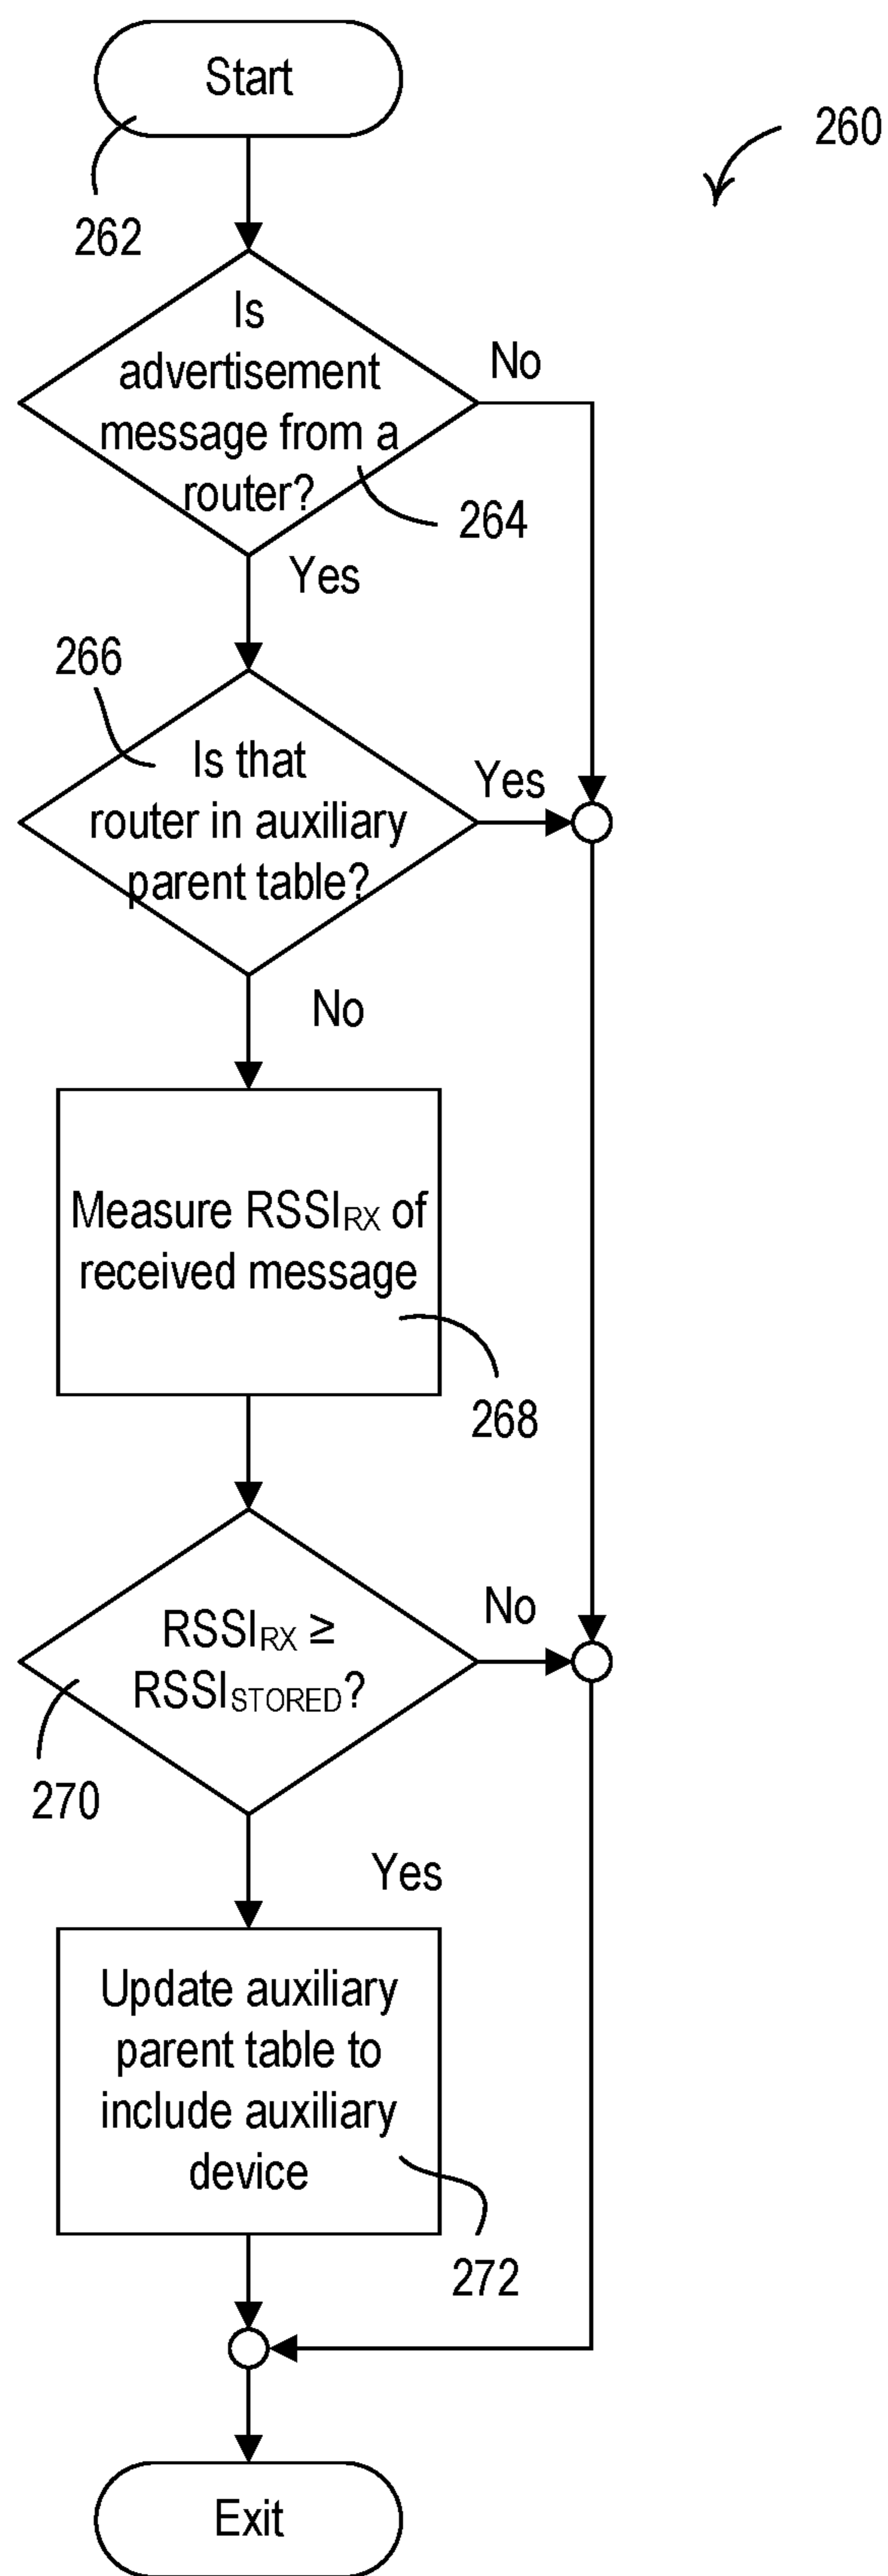 Start
260
262
Is
advertisement
message from a
router?
No
264
Yes
266
Is that
router in auxiliary
parent table?
Yes
No
Measure RSSIRX of
received message
268
RSSIRX ≥
RSSISTORED?
No
270
Yes
Update auxiliary
parent table to
include auxiliary
device
272
Exit